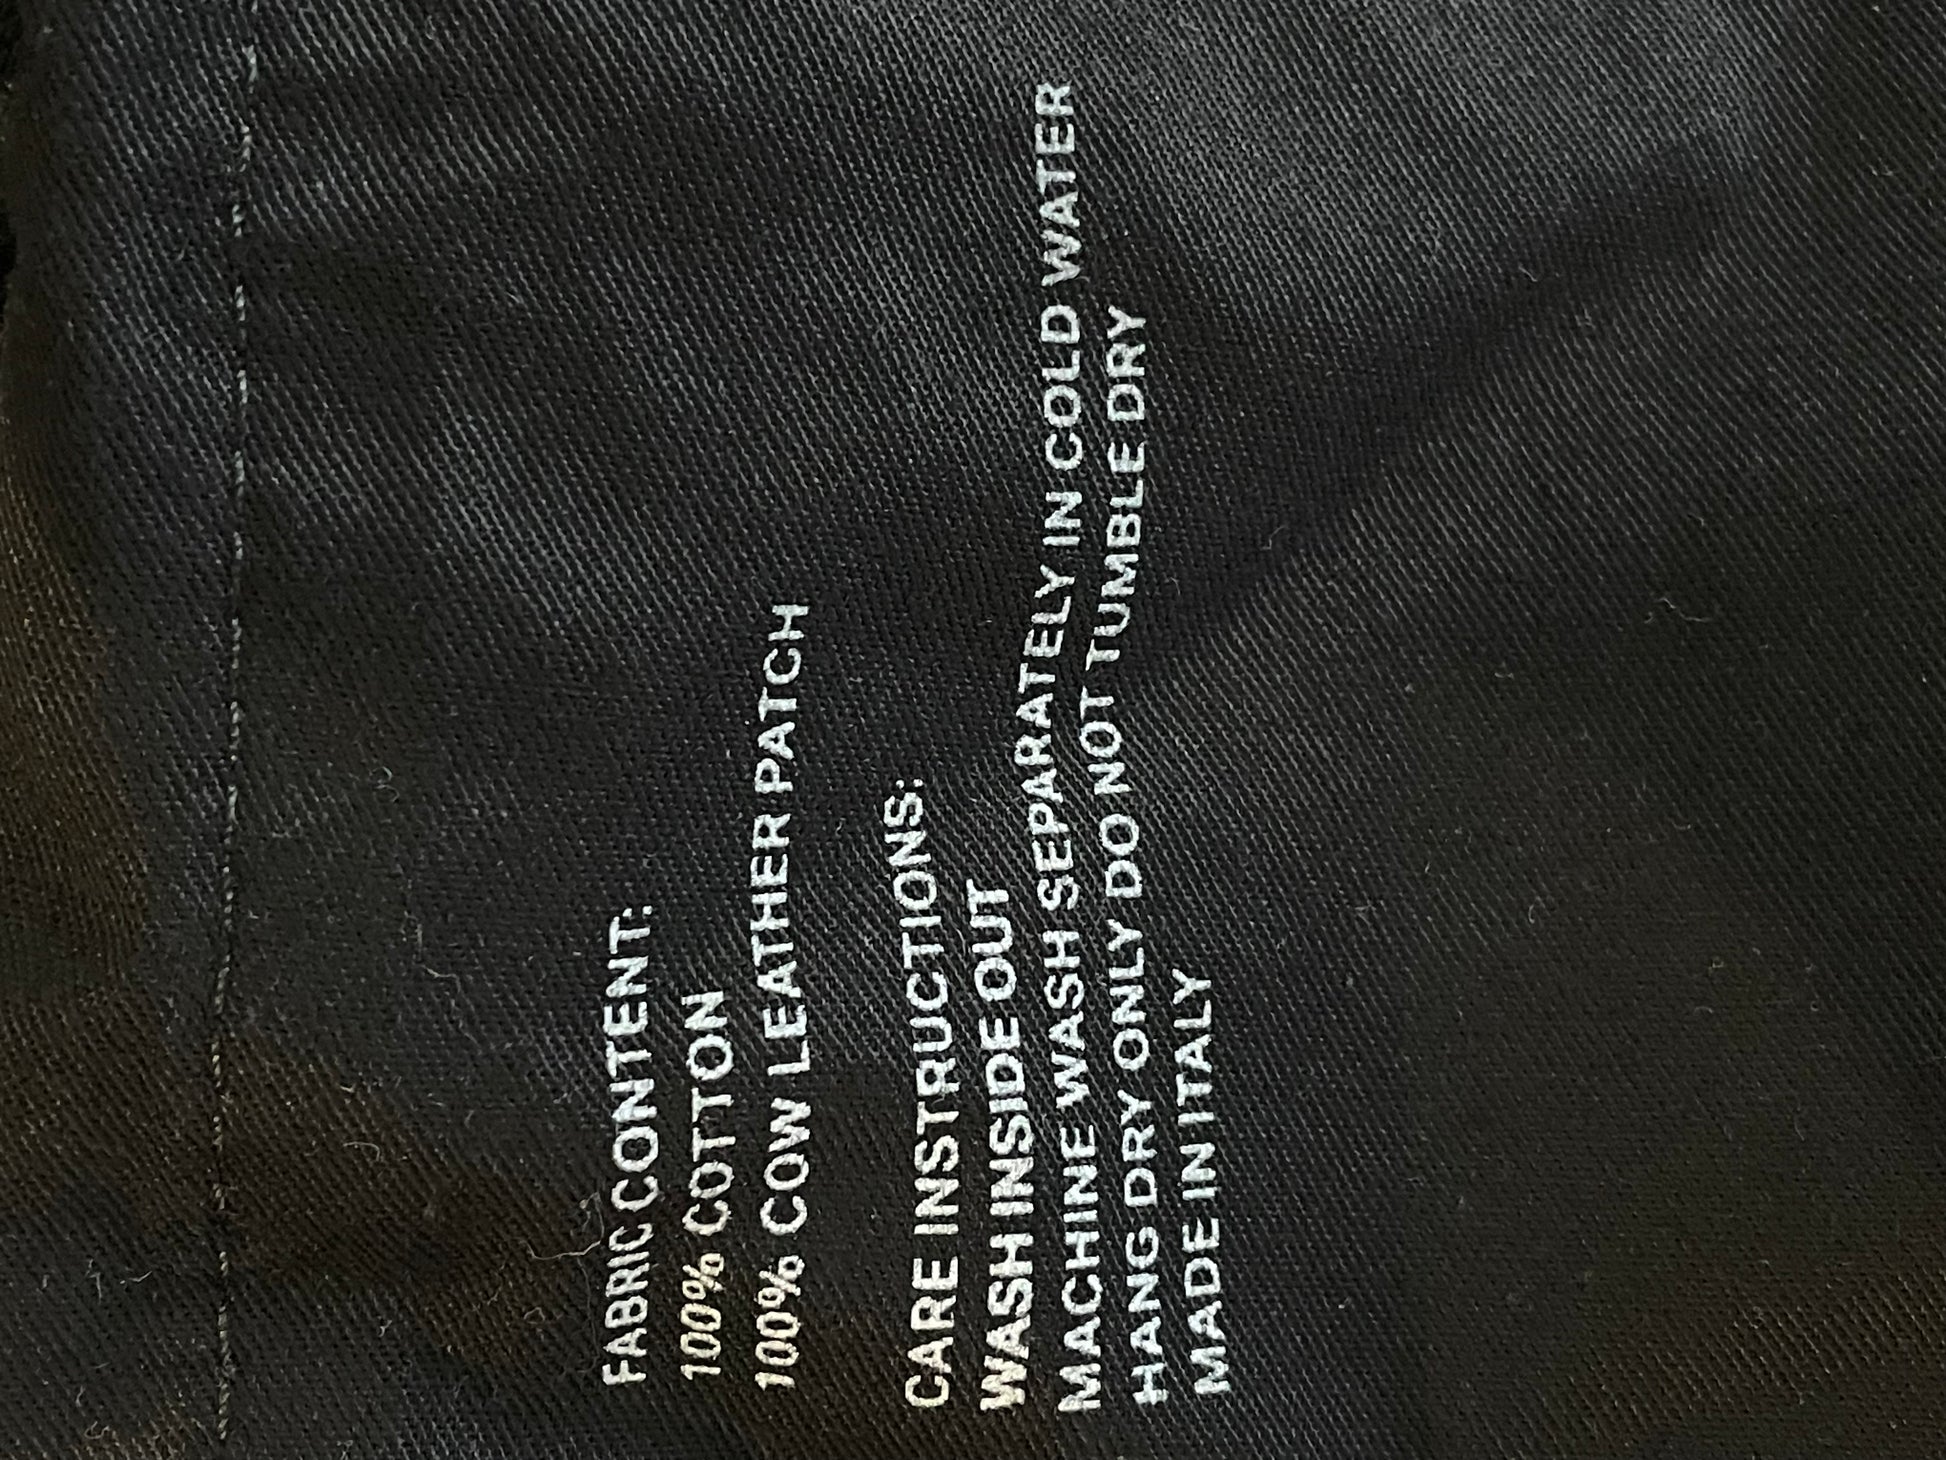 FABRIC CONTENT:
100% COTTON
100% COW LEATHER PATCH
CARE INSTRUCTIONS:
WASH INSIDE OUT
MACHINE WASH SEPARATELY IN COLD WATER
HANG DRY ONLY DO NOT TUMBLE DRY
MADE IN ITALY